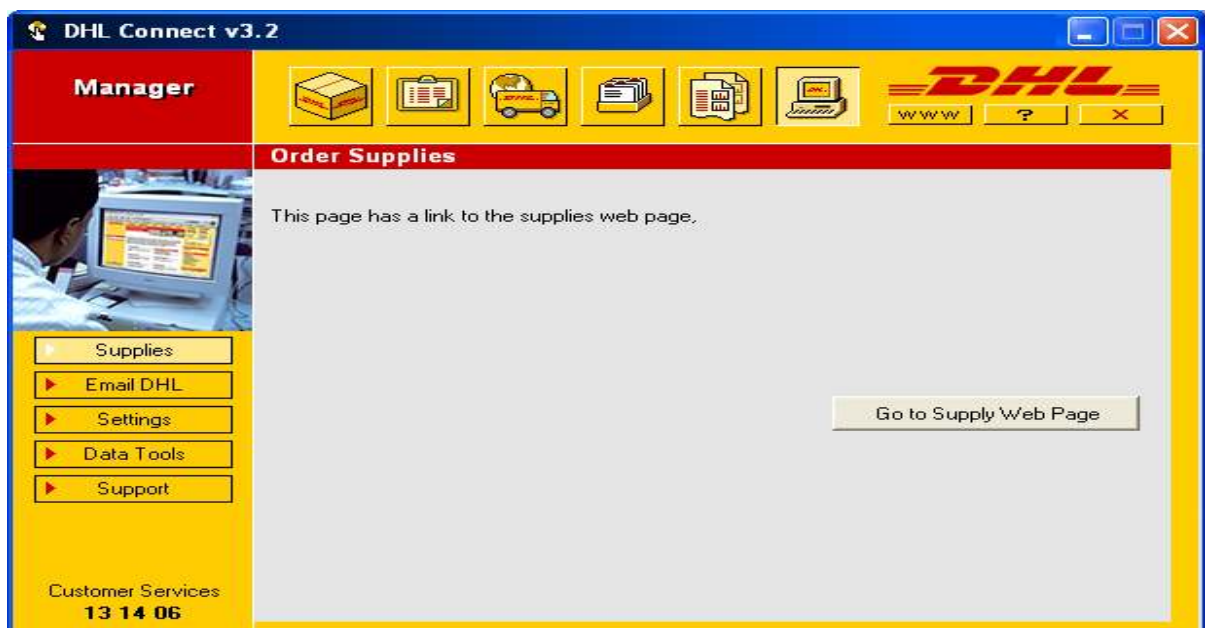 DHL Connect v3.2
Manager
DHL
WWW ? ×
Order Supplies
This page has a link to the supplies web page,
Supplies
Email DHL
Settings
Data Tools
Support
Go to Supply Web Page
Customer Services
13 14 06